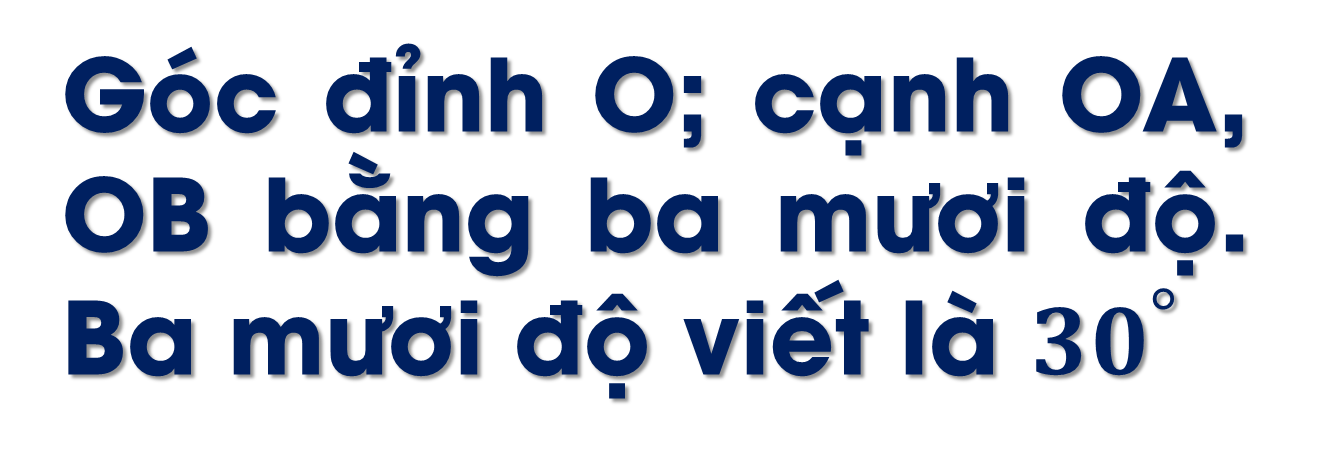 Góc đỉnh O; cạnh OA,
OB bằng ba mươi độ.
Ba mươi độ viết là 30°